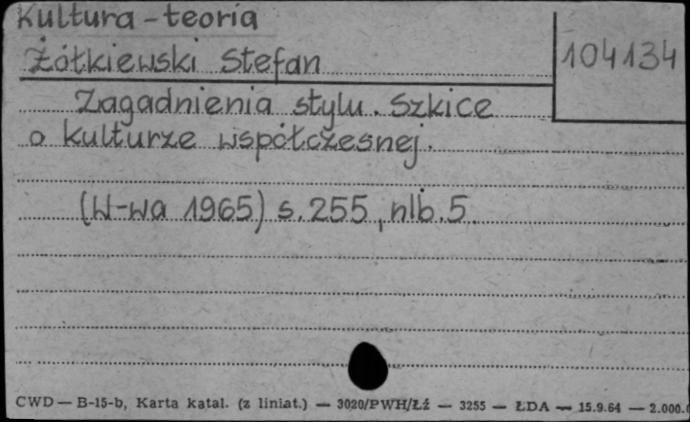 Kultura - teoria
Żółkiewski Stefan
104134
Zagadnienia stylu. Szkice
o kulturze współczesnej.
(W-wa 1965) s. 255, nlb. 5.
CWD — B-15-b, Karta katal. (z liniat.) — 3020/PWH/Łź — 3255 — ŁDA — 15.9.64 — 2.000.